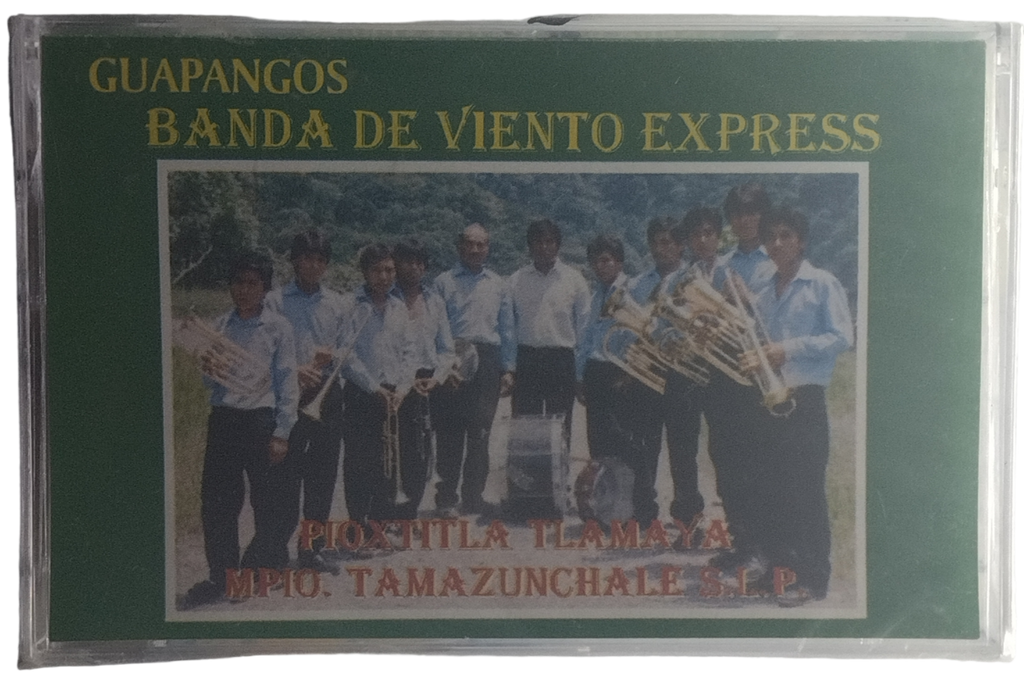 GUAPANGOS
BANDA DE VIENTO EXPRESS
PIOXTITLA TLAMAYA
MPIO. TAMAZUNCHALE S.L.P.